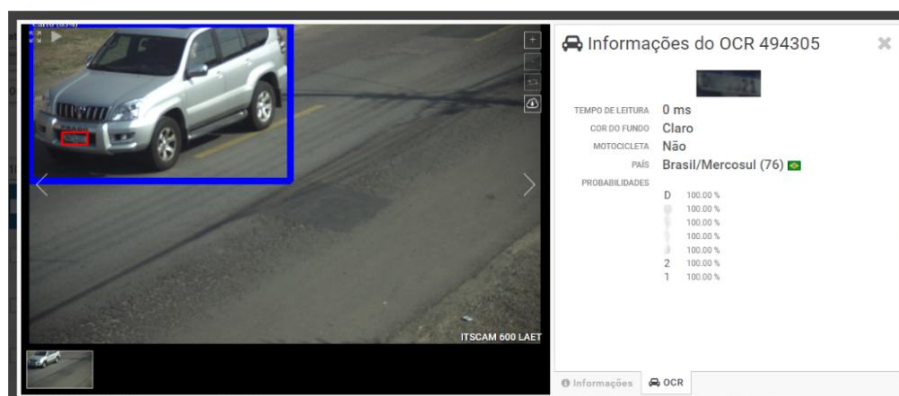 Informações do OCR 494305
21
TEMPO DE LEITURA 0 ms
COR DO FUNDO Claro
MOTOCICLETA Não
PAÍS Brasil/Mercosul (76)
PROBABILIDADES
D 100.00 %
100.00 %
100.00 %
100.00 %
100.00 %
2 100.00 %
1 100.00 %
ITSCAM 600 LAET
Informações
OCR